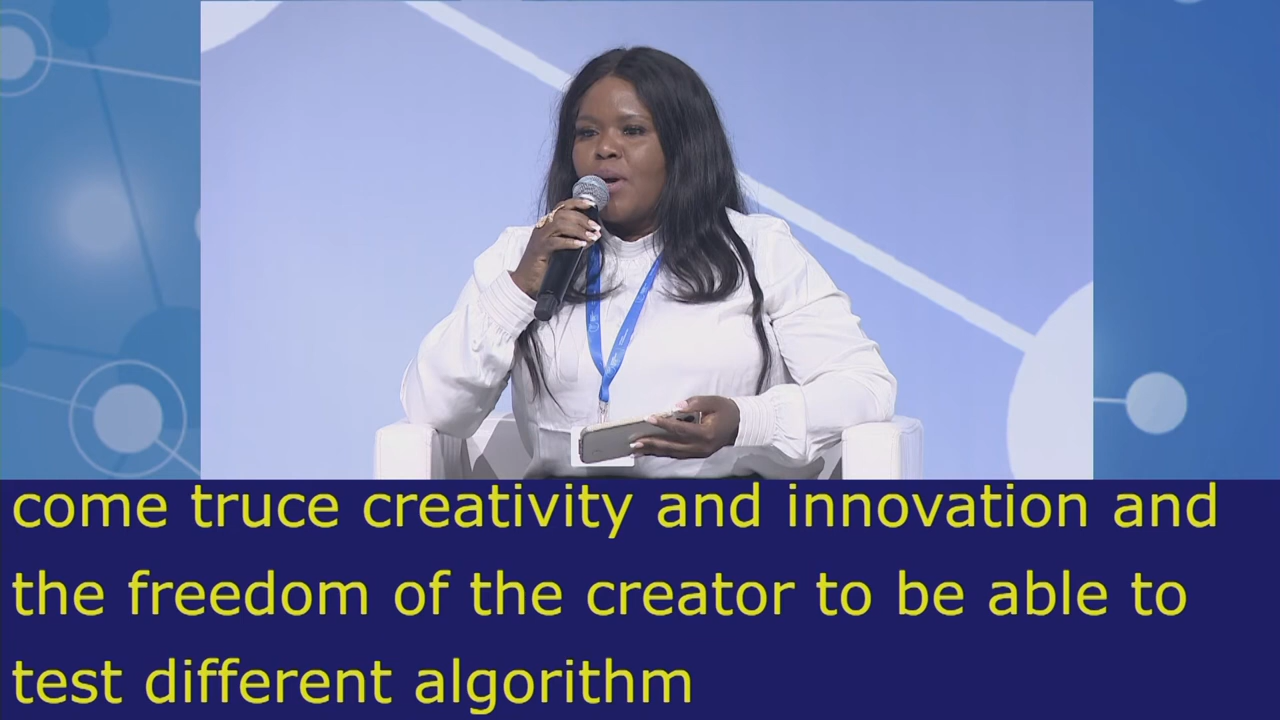 come truce creativity and innovation and
the freedom of the creator to be able to
test different algorithm